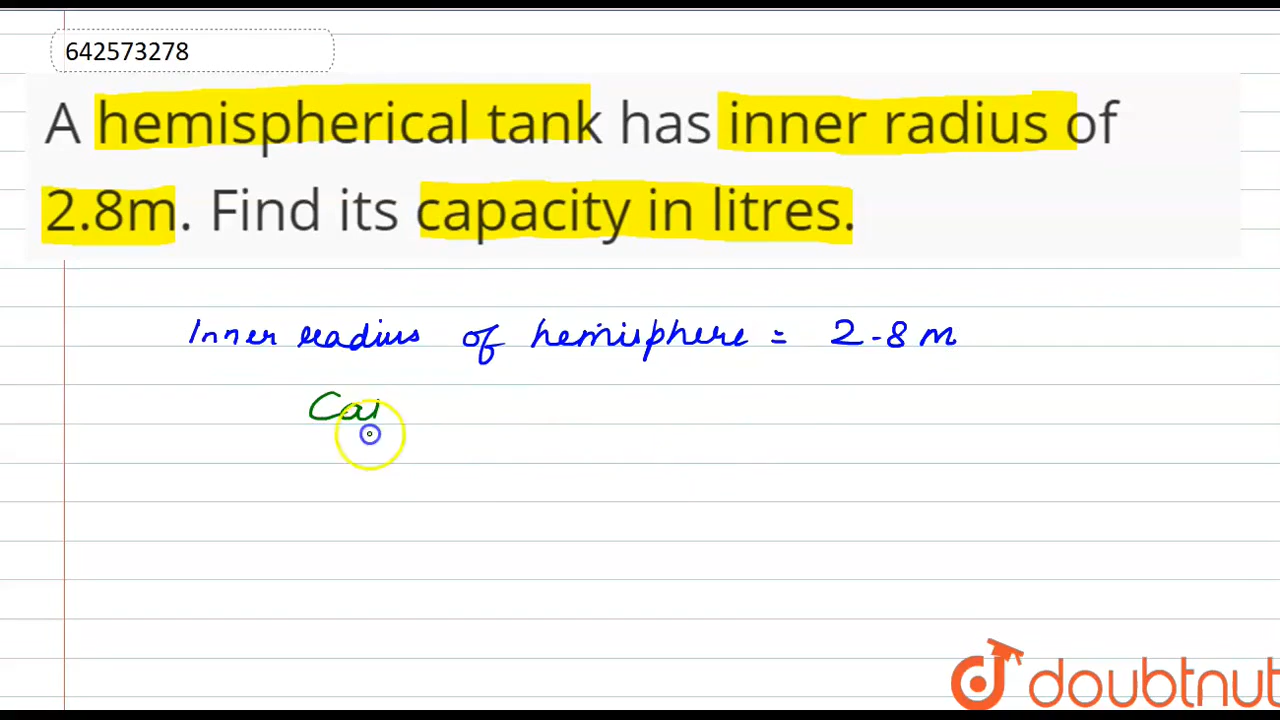 642573278
A hemispherical tank has inner radius of
2.8m. Find its capacity in litres.
Inner radius of hemisphere = 2.8 m
doubtnut